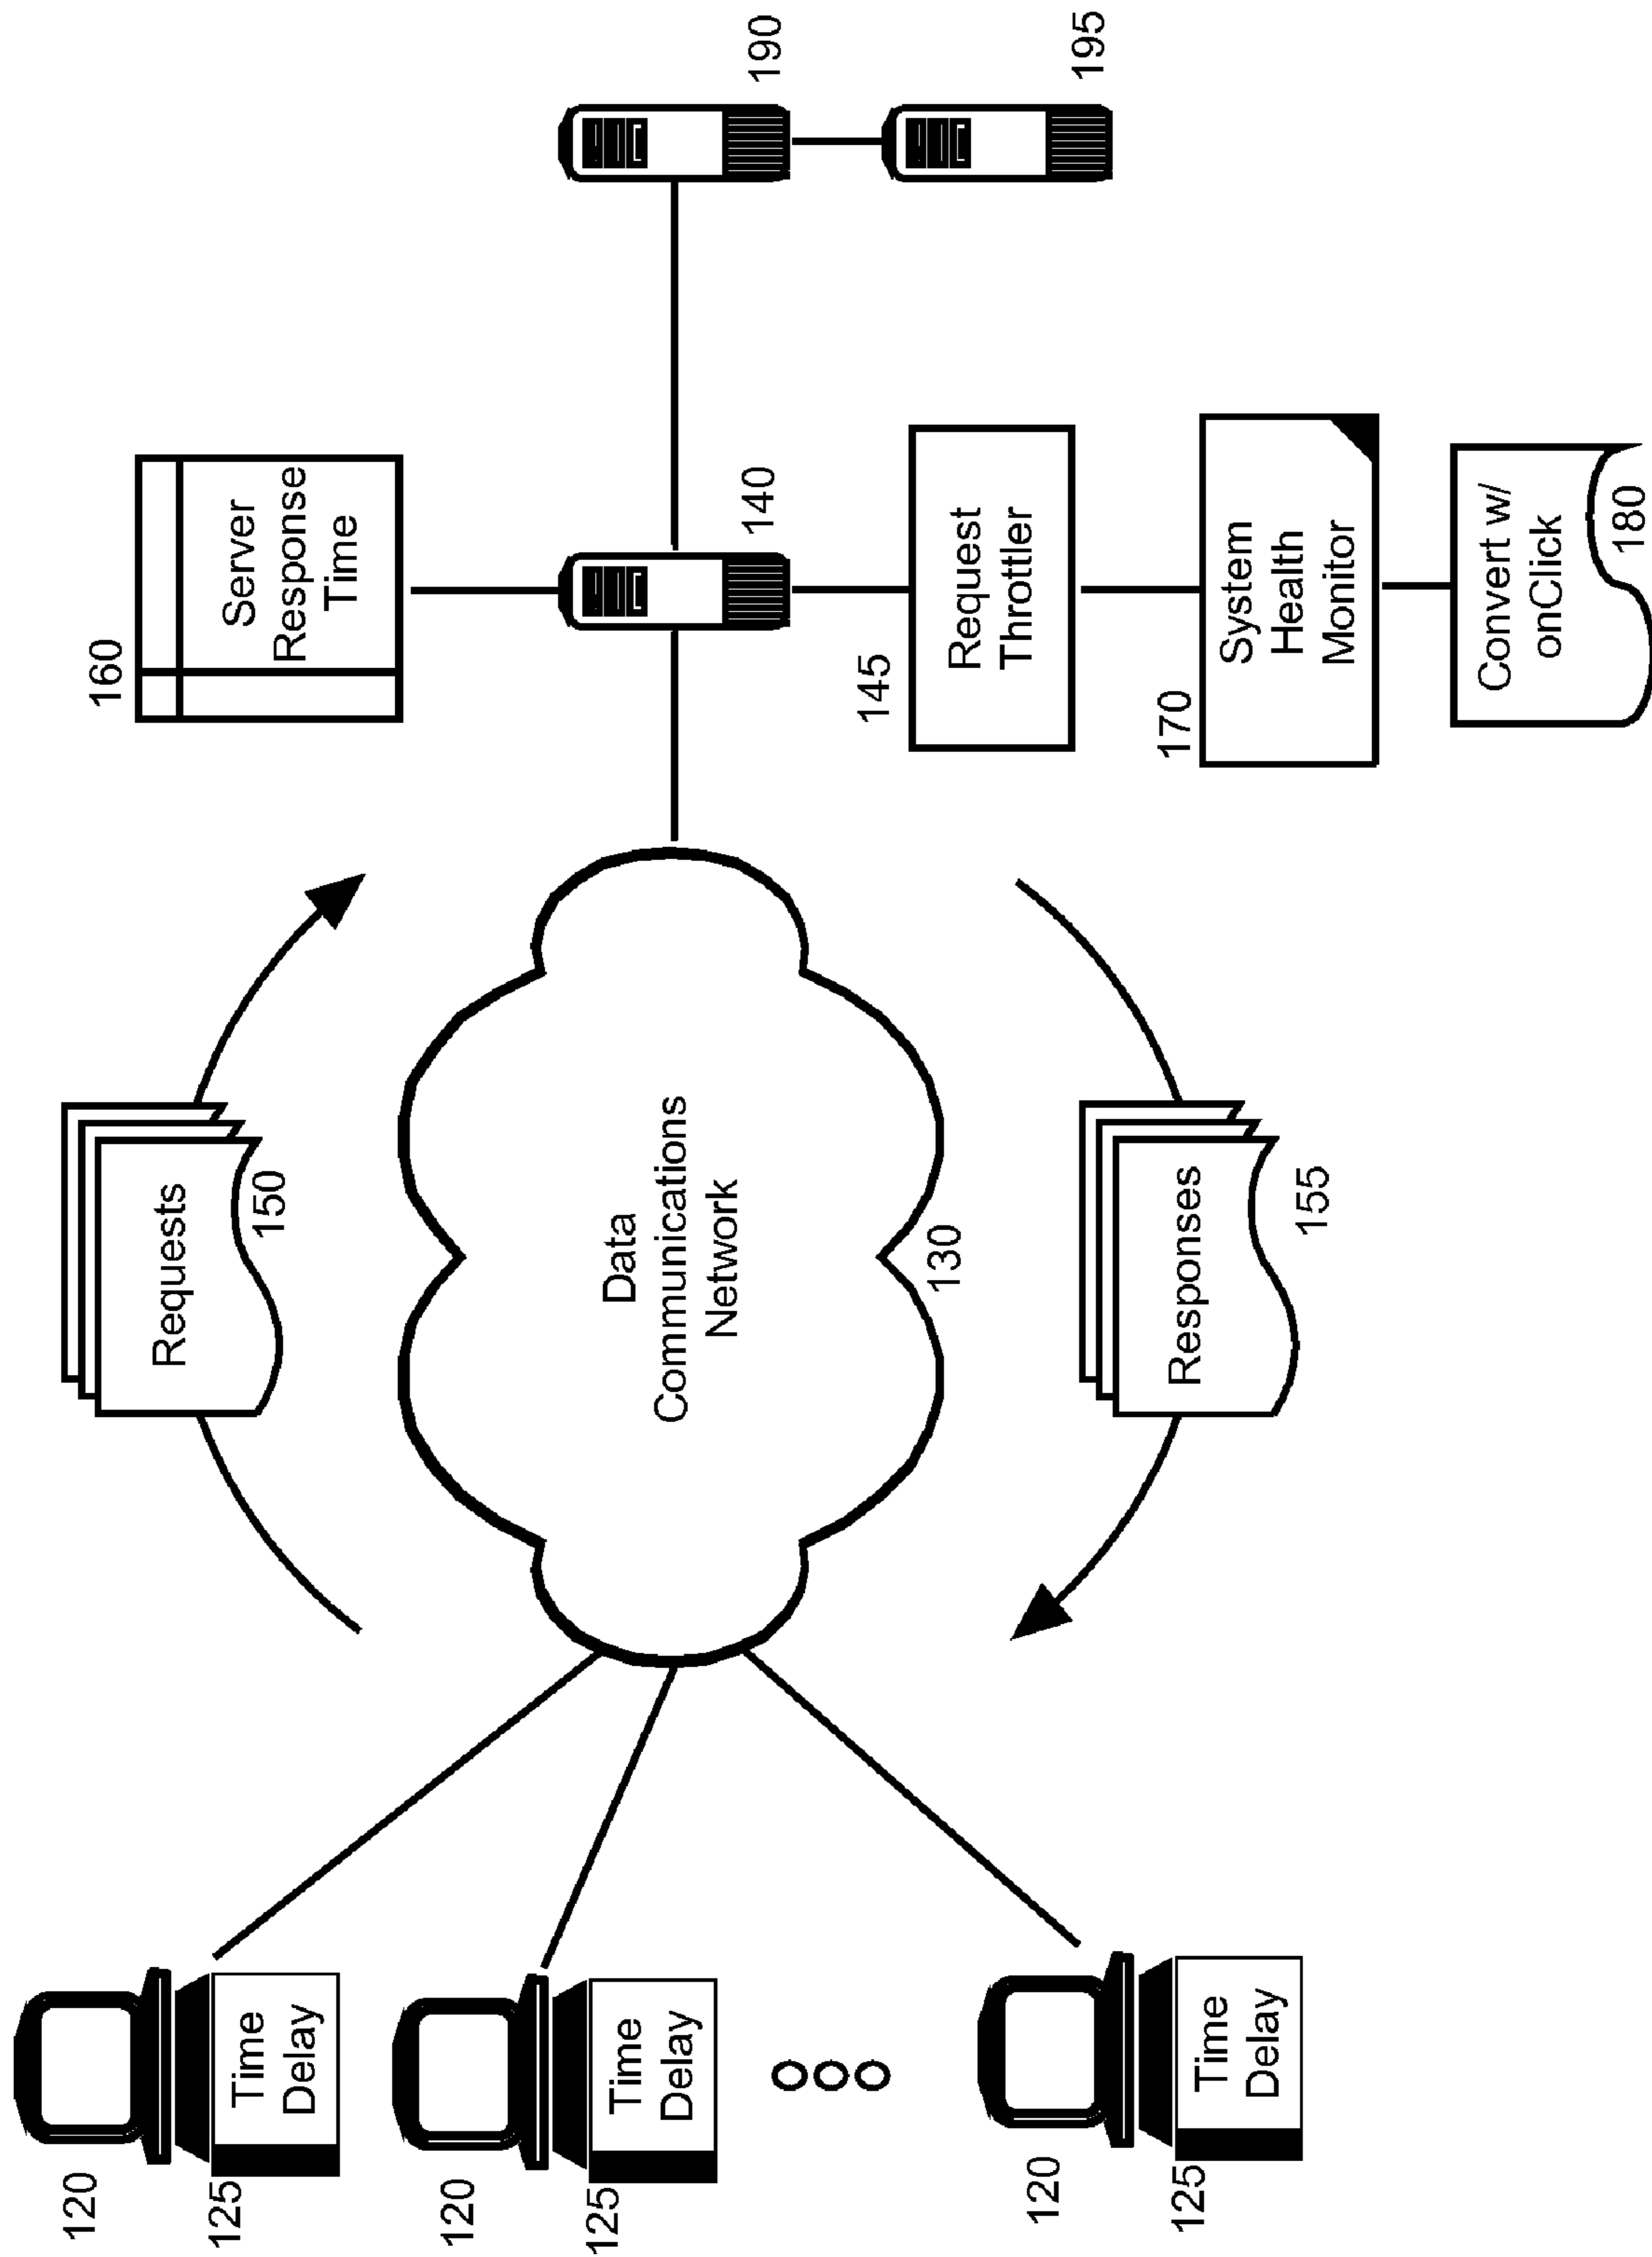 120
125
Time
Delay
120
125
Time
Delay
120
125
Time
Delay
Requests
150
Data
Communications
Network
130
Responses
155
160
Server
Response
Time
140
145
Request
Throttler
170
System
Health
Monitor
Convert w/
onClick
180
190
195